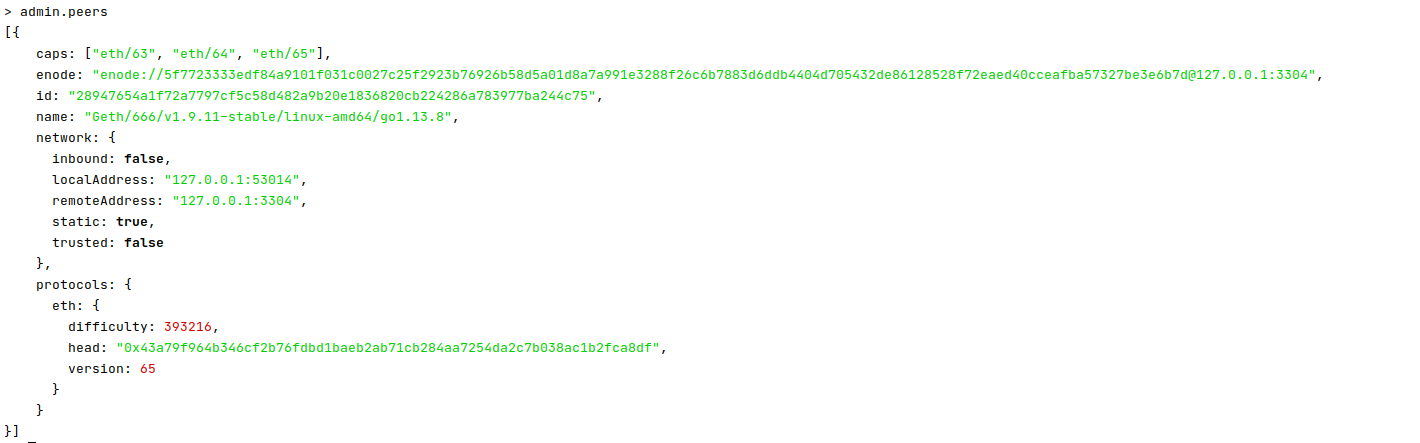 > admin.peers
[{
    caps: ["eth/63", "eth/64", "eth/65"],
    enode: "enode://5f7723333edf84a9101f031c0027c25f2923b76926b58d5a01d8a7a991e3288f26c6b7883d6ddb4404d705432de86128528f72eaed40cceafba57327be3e6b7d@127.0.0.1:3304",
    id: "28947654a1f72a7797cf5c58d482a9b20e1836820cb224286a783977ba244c75",
    name: "Geth/666/v1.9.11-stable/linux-amd64/go1.13.8",
    network: {
      inbound: false,
      localAddress: "127.0.0.1:53014",
      remoteAddress: "127.0.0.1:3304",
      static: true,
      trusted: false
    },
    protocols: {
      eth: {
        difficulty: 393216,
        head: "0x43a79f964b346cf2b76fdbd1baeb2ab71cb284aa7254da2c7b038ac1b2fca8df",
        version: 65
      }
    }
}]